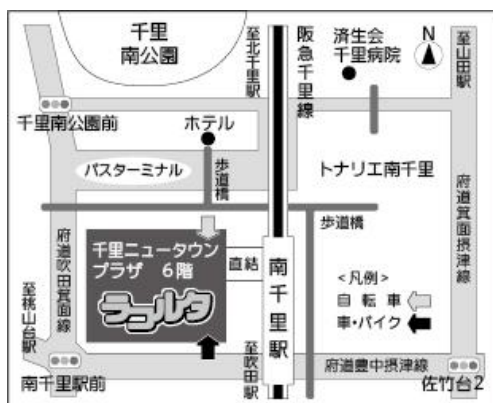 千里
南公園
至北千里駅
阪急千里線
済生会
千里病院
N
至山田駅
千里南公園前
ホテル
バスターミナル
歩道橋
トナリエ南千里
府道箕面摂津線
歩道橋
府道吹田箕面線
千里ニュータウン
プラザ 6階
ラコルタ
直結
南千里駅
<凡例>
自転車
車・バイク
至桃山台駅
南千里駅前
至吹田駅
府道豊中摂津線
佐竹台2